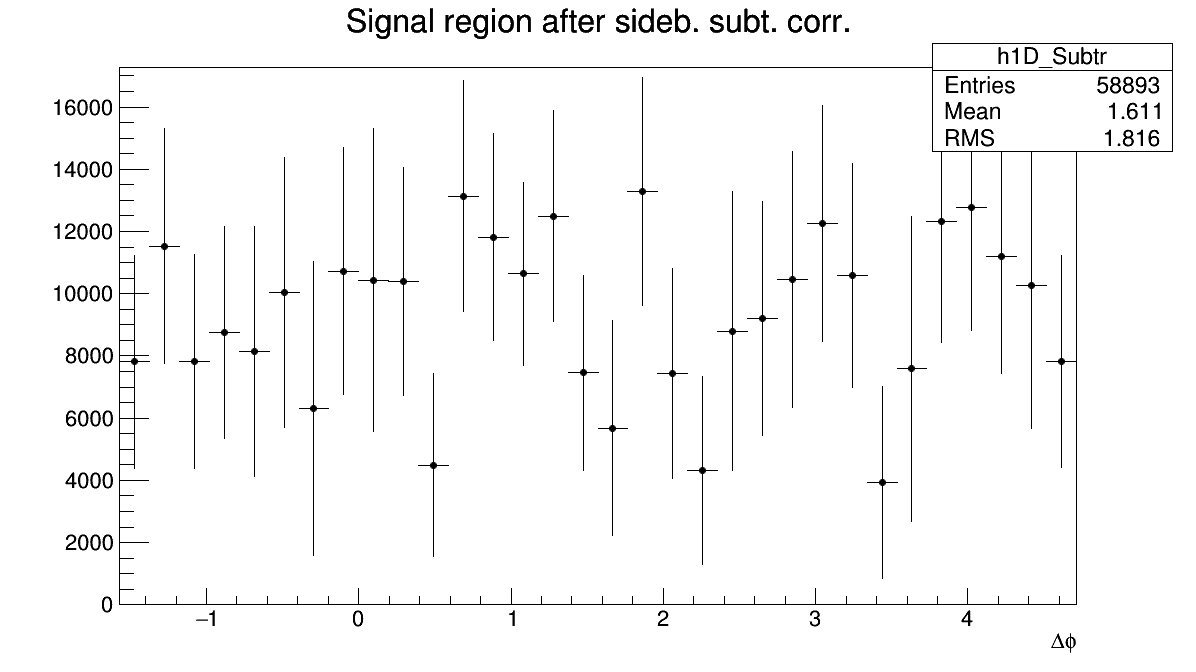 Signal region after sideb. subt. corr.
h1D_Subtr
Entries 58893
Mean 1.611
RMS 1.816
16000
14000
12000
10000
8000
6000
4000
2000
0
−1 0 1 2 3 4
Δϕ